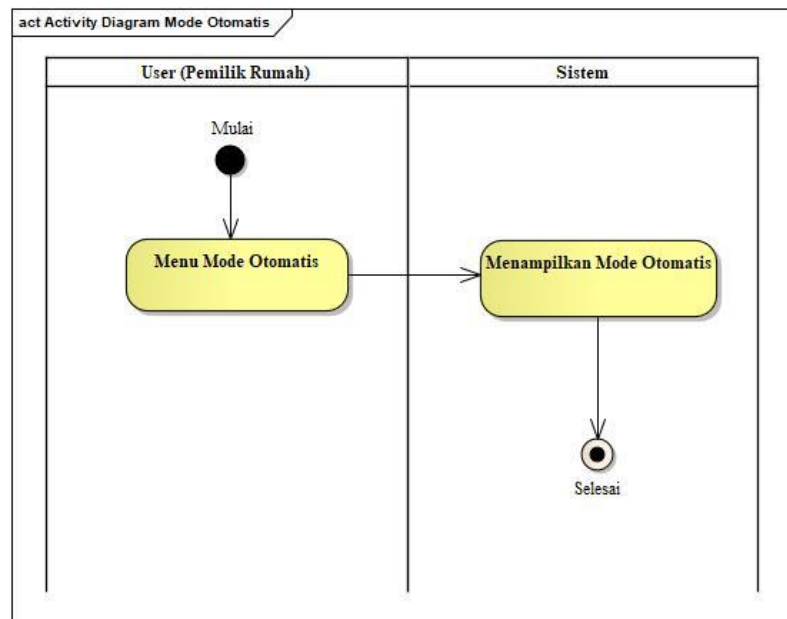 act Activity Diagram Mode Otomatis
User (Pemilik Rumah)
Sistem
Mulai
Menu Mode Otomatis
Menampilkan Mode Otomatis
Selesai